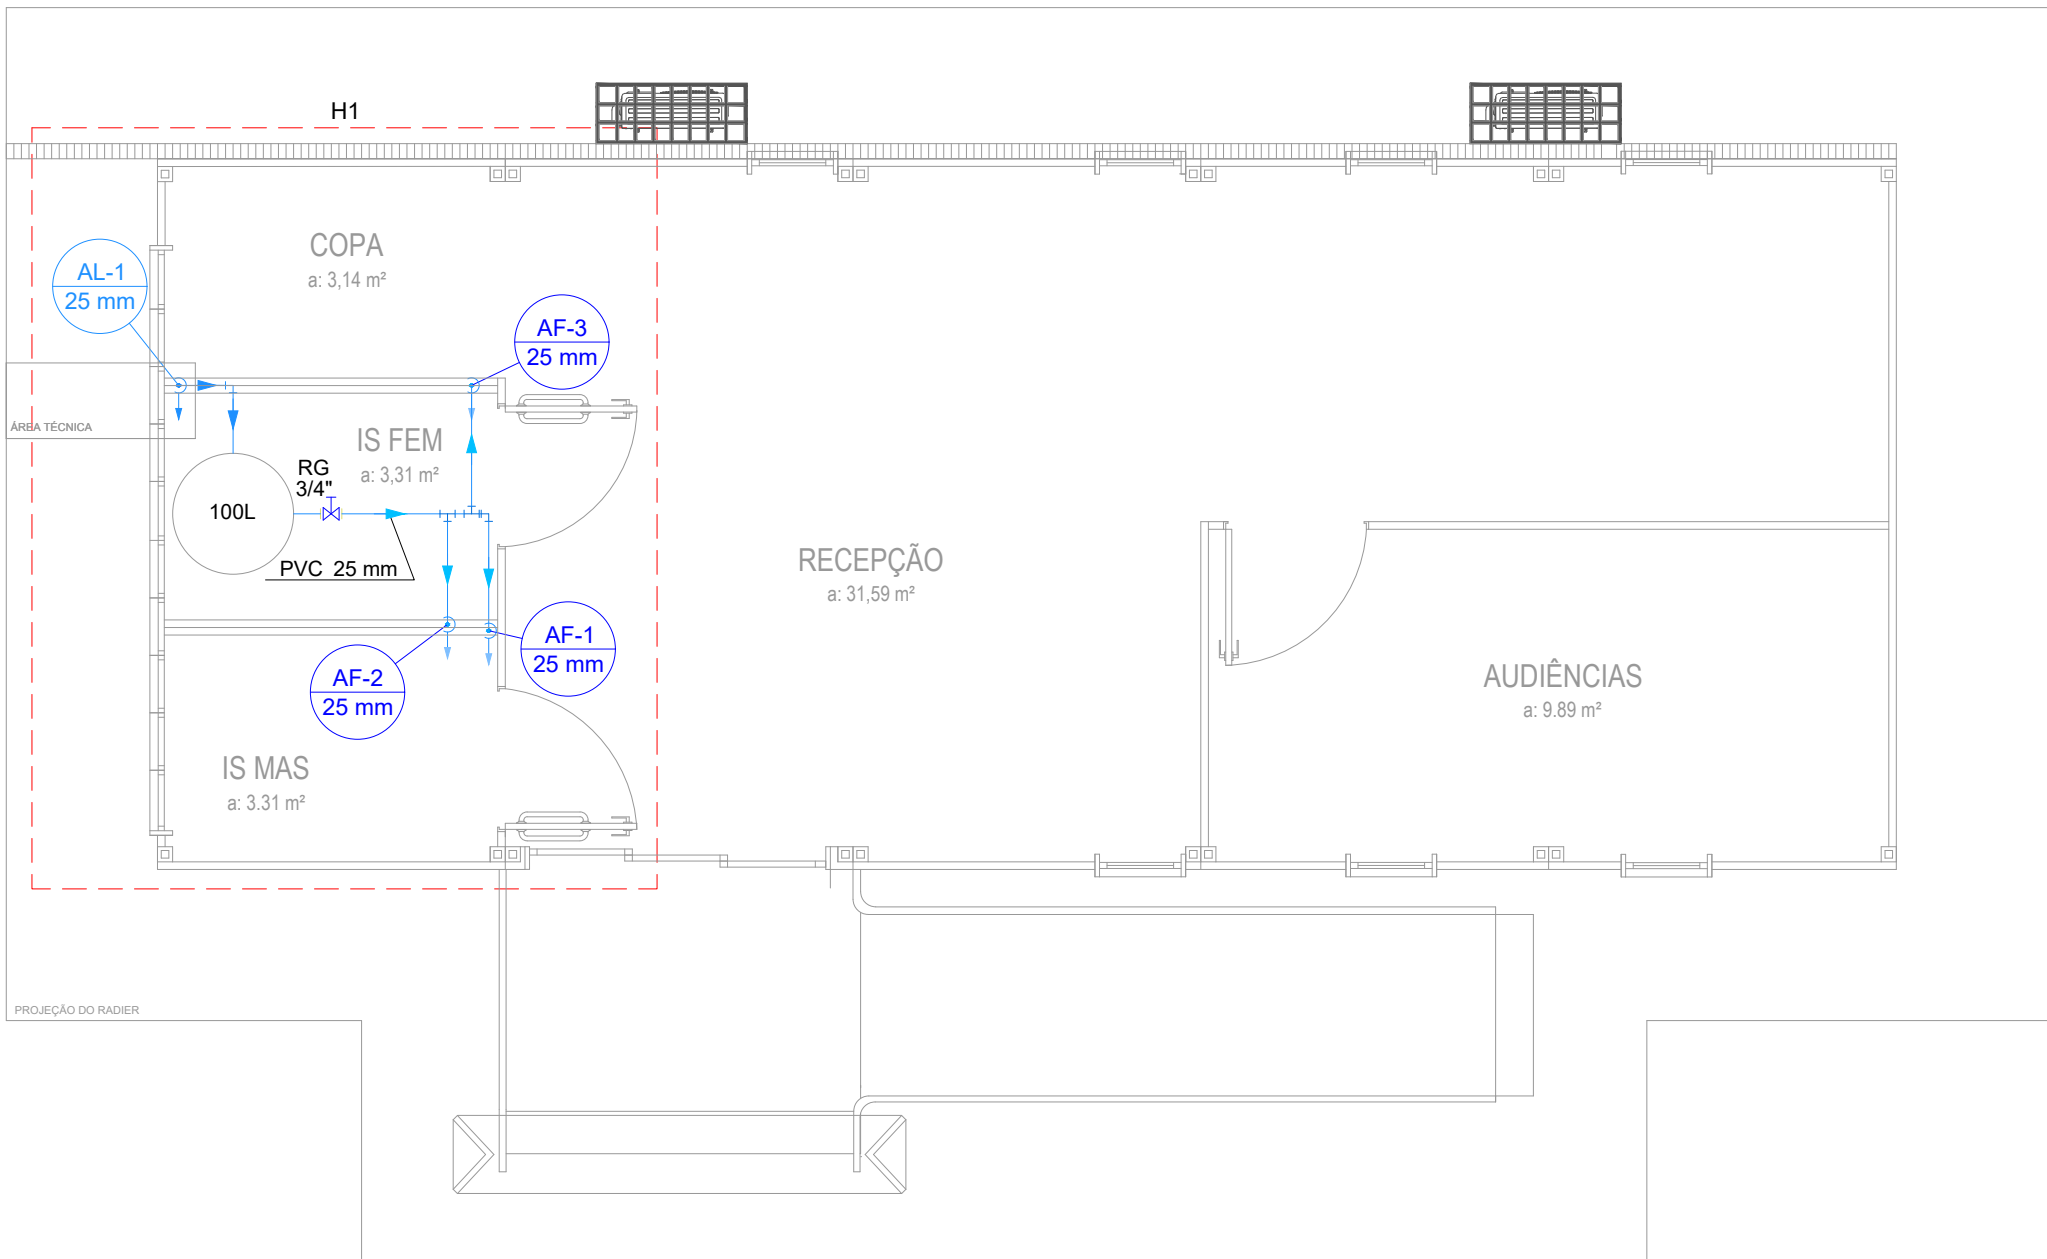 H1
COPA
a: 3,14 m²
AL-1
25 mm
AF-3
25 mm
ÁREA TÉCNICA
IS FEM
a: 3,31 m²
RG
3/4"
100L
PVC 25 mm
RECEPÇÃO
a: 31,59 m²
AF-1
25 mm
AF-2
25 mm
AUDIÊNCIAS
a: 9.89 m²
IS MAS
a: 3.31 m²
PROJEÇÃO DO RADIER